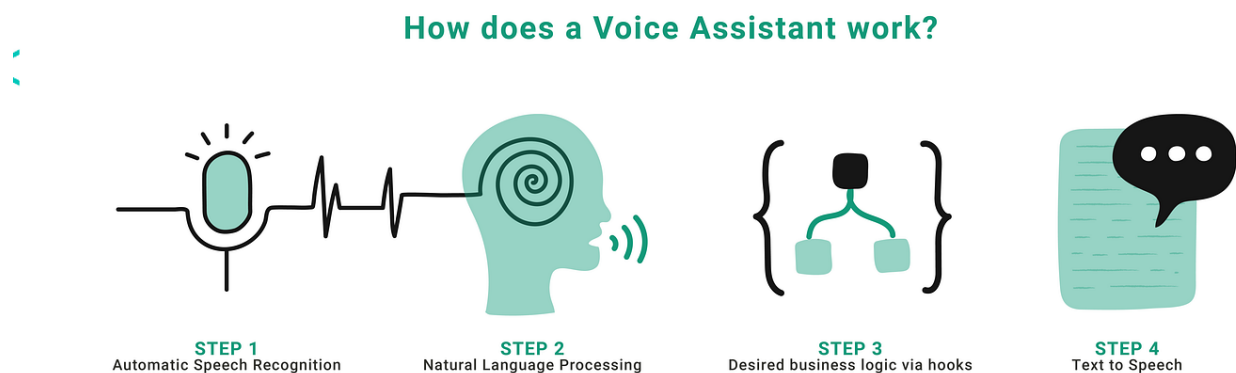 How does a Voice Assistant work?
STEP 1
Automatic Speech Recognition
STEP 2
Natural Language Processing
STEP 3
Desired business logic via hooks
STEP 4
Text to Speech